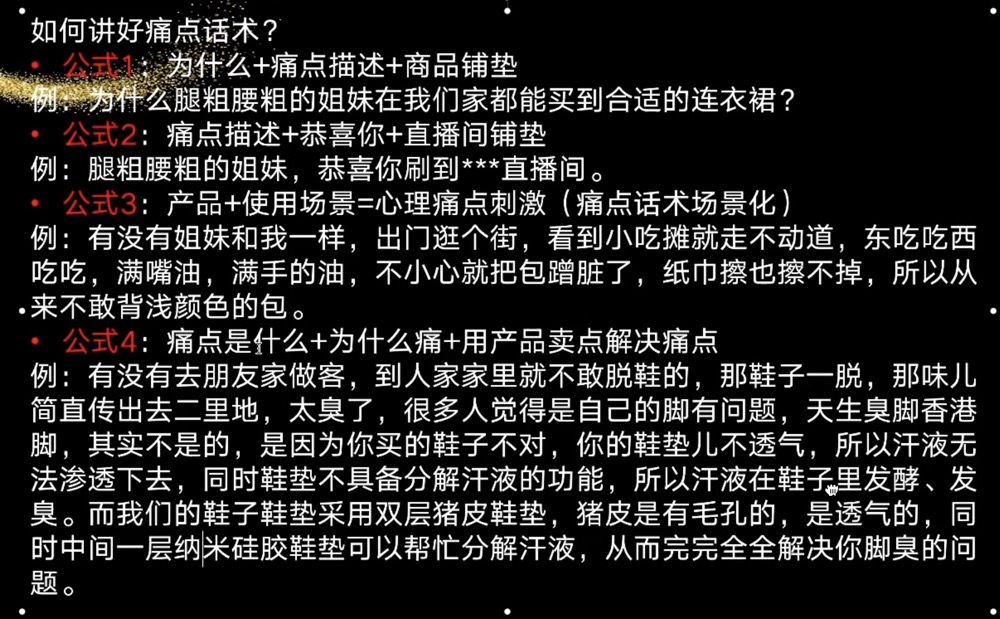 如何讲好痛点话术？
• 公式1：为什么+痛点描述+商品铺垫
例：为什么腿粗腰粗的姐妹在我们家都能买到合适的连衣裙？
• 公式2：痛点描述+恭喜你+直播间铺垫
例：腿粗腰粗的姐妹，恭喜你刷到***直播间。
• 公式3：产品+使用场景=心理痛点刺激（痛点话术场景化）
例：有没有姐妹和我一样，出门逛个街，看到小吃摊就走不动道，东吃吃西
吃吃，满嘴油，满手的油，不小心就把包蹭脏了，纸巾擦也擦不掉，所以从
来不敢背浅颜色的包。
• 公式4：痛点是什么+为什么痛+用产品卖点解决痛点
例：有没有去朋友家做客，到人家家里就不敢脱鞋的，那鞋子一脱，那味儿
简直传出去二里地，太臭了，很多人觉得是自己的脚有问题，天生臭脚香港
脚，其实不是的，是因为你买的鞋子不对，你的鞋垫儿不透气，所以汗液无
法渗透下去，同时鞋垫不具备分解汗液的功能，所以汗液在鞋子里发酵、发
臭。而我们的鞋子鞋垫采用双层猪皮鞋垫，猪皮是有毛孔的，是透气的，同
时中间一层纳米硅胶鞋垫可以帮忙分解汗液，从而完完全全解决你脚臭的问
题。